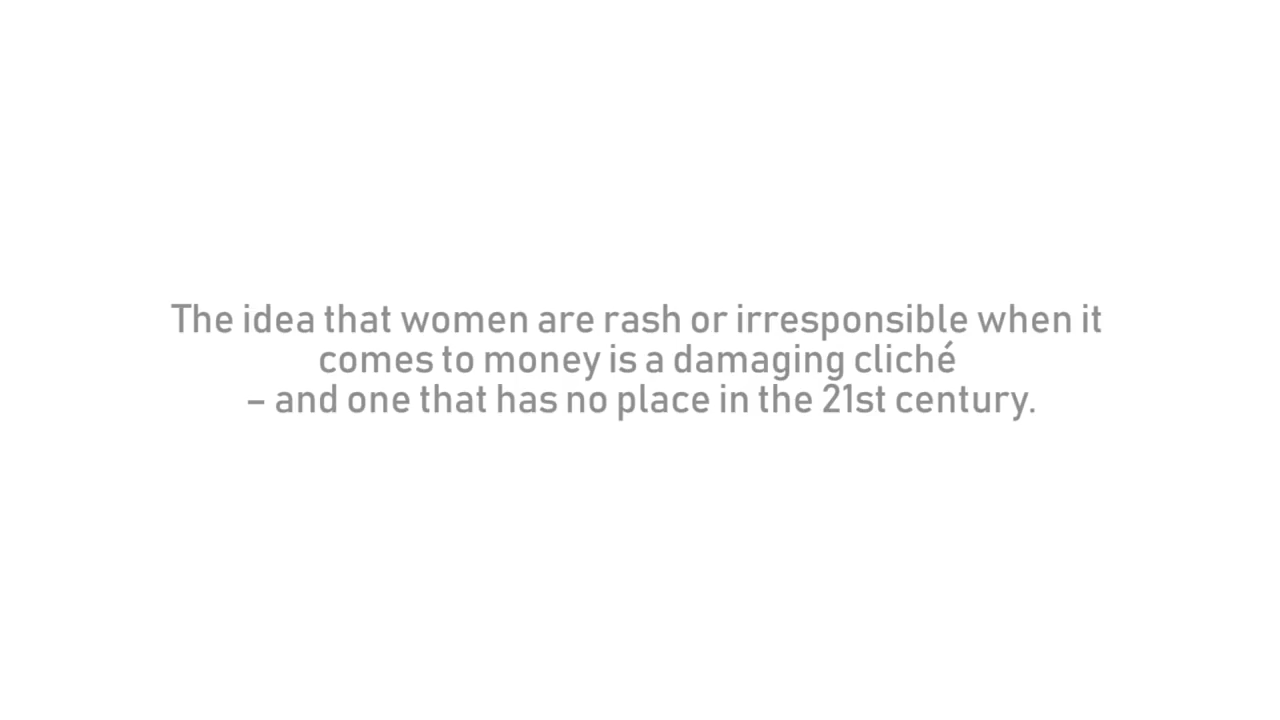 The idea that women are rash or irresponsible when it
comes to money is a damaging cliché
– and one that has no place in the 21st century.